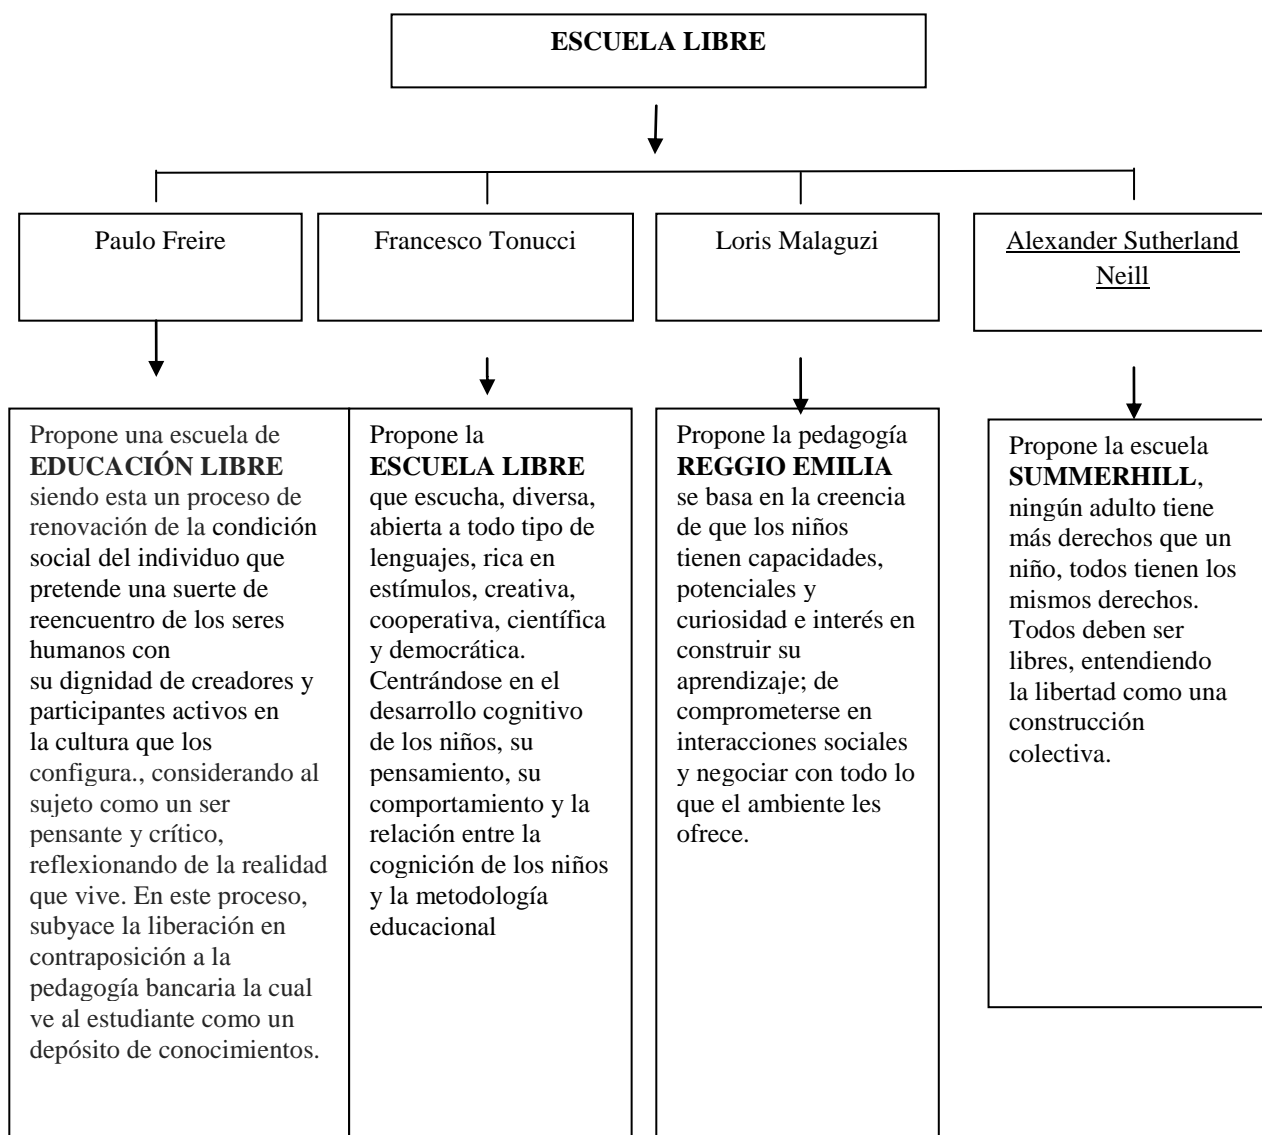 ESCUELA LIBRE
Paulo Freire
Francesco Tonucci
Loris Malaguzi
Alexander Sutherland
Neill
Propone una escuela de
EDUCACIÓN LIBRE
siendo esta un proceso de
renovación de la condición
social del individuo que
pretende una suerte de
reencuentro de los seres
humanos con
su dignidad de creadores y
participantes activos en
la cultura que los
configura., considerando al
sujeto como un ser
pensante y crítico,
reflexionando de la realidad
que vive. En este proceso,
subyace la liberación en
contraposición a la
pedagogía bancaria la cual
ve al estudiante como un
depósito de conocimientos.
Propone la
ESCUELA LIBRE
que escucha, diversa,
abierta a todo tipo de
lenguajes, rica en
estímulos, creativa,
cooperativa, científica
y democrática.
Centrándose en el
desarrollo cognitivo
de los niños, su
pensamiento, su
comportamiento y la
relación entre la
cognición de los niños
y la metodología
educacional
Propone la pedagogía
REGGIO EMILIA
se basa en la creencia
de que los niños
tienen capacidades,
potenciales y
curiosidad e interés en
construir su
aprendizaje; de
comprometerse en
interacciones sociales
y negociar con todo lo
que el ambiente les
ofrece.
Propone la escuela
SUMMERHILL,
ningún adulto tiene
más derechos que un
niño, todos tienen los
mismos derechos.
Todos deben ser
libres, entendiendo
la libertad como una
construcción
colectiva.